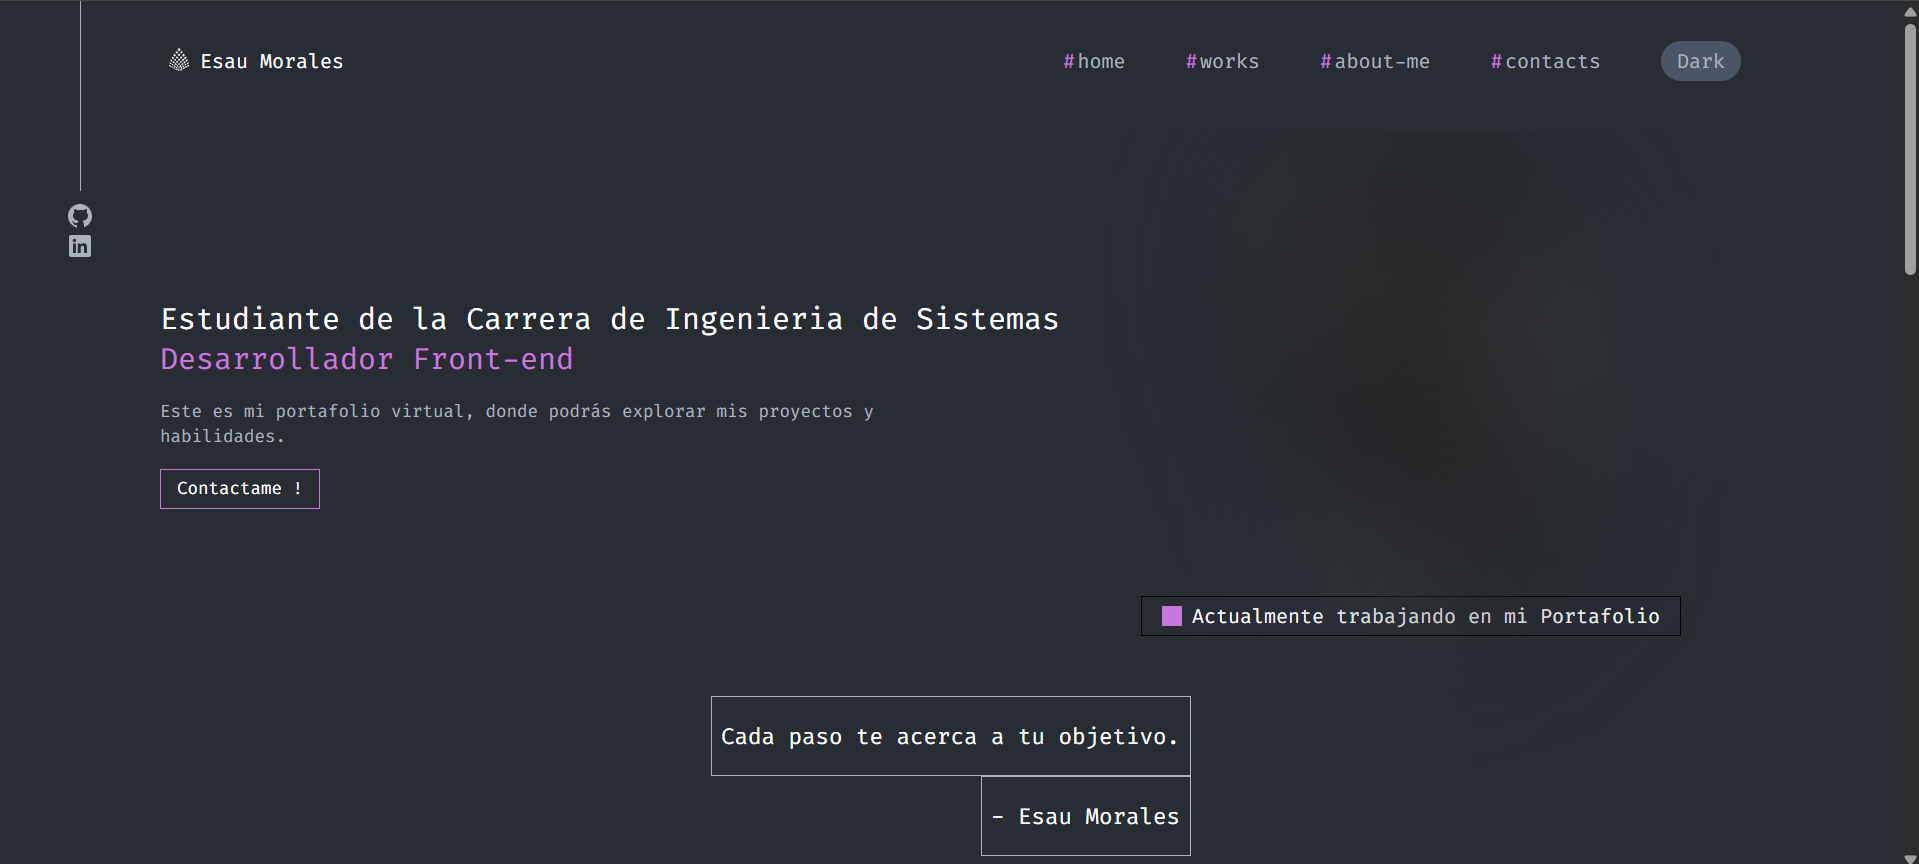 Esau Morales
#home
#works
#about-me
#contacts
Dark
in
Estudiante de la Carrera de Ingenieria de Sistemas
Desarrollador Front-end
Este es mi portafolio virtual, donde podrás explorar mis proyectos y
habilidades.
Contactame !
Actualmente trabajando en mi Portafolio
Cada paso te acerca a tu objetivo.
- Esau Morales